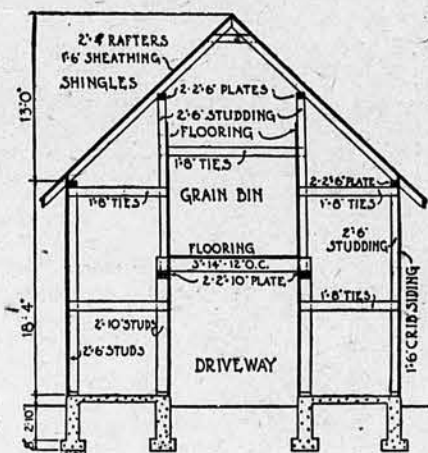 2"·4" RAFTERS
1"·6" SHEATHING
SHINGLES
13'·0"
2-2"·6" PLATES
2"·6" STUDDING
FLOORING
1"·8" TIES
2-2"·6" PLATE
1"·8" TIES
GRAIN BIN
1"·8" TIES
2"·6"
STUDDING
FLOORING
3"·14"-12" O.C.
2-2"·10" PLATE
18'·4"
1"·8" TIES
2"·10" STUDS
2"·6" STUDS
1"·6" CRIB SIDING
DRIVEWAY
2'·10"
8"